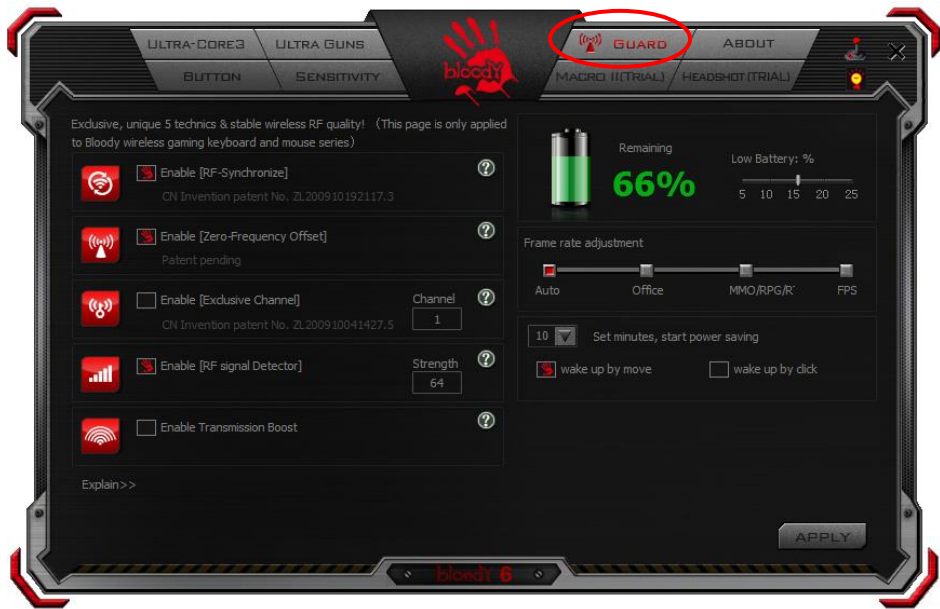 ULTRA-CORE3
ULTRA GUNS
GUARD
ABOUT
BUTTON
SENSITIVITY
bloody
MACRO II(TRIAL)
HEADSHOT (TRIAL)
Exclusive, unique 5 technics & stable wireless RF quality! (This page is only applied
to Bloody wireless gaming keyboard and mouse series)
Enable [RF-Synchronize]
CN Invention patent No. ZL200910192117.3
Enable [Zero-Frequency Offset]
Patent pending
Enable [Exclusive Channel]
Channel
CN Invention patent No. ZL200910041427.5
1
Enable [RF signal Detector]
Strength
64
Enable Transmission Boost
Explain>>
Remaining
66%
Low Battery: %
5 10 15 20 25
Frame rate adjustment
Auto Office MMO/RPG/R FPS
10 Set minutes, start power saving
wake up by move
wake up by click
APPLY
bloody 6